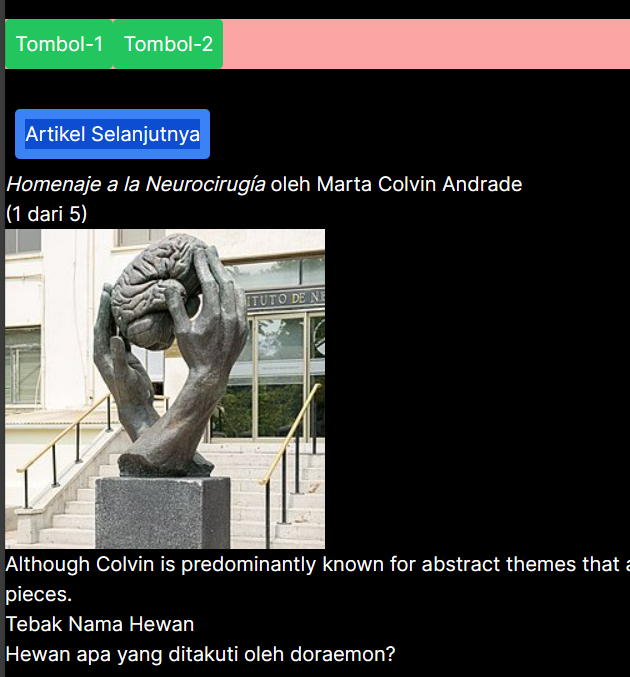 Tombol-1 Tombol-2
Artikel Selanjutnya
Homenaje a la Neurocirugía oleh Marta Colvin Andrade
(1 dari 5)
ITUTO DE NE
Although Colvin is predominantly known for abstract themes that
pieces.
Tebak Nama Hewan
Hewan apa yang ditakuti oleh doraemon?